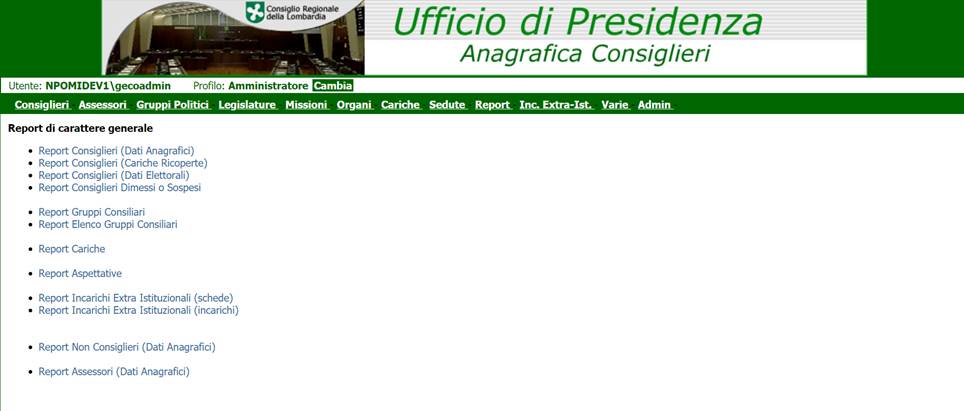 Consiglio Regionale
della Lombardia
Ufficio di Presidenza
Anagrafica Consiglieri
Utente: NPOMIDEV1\gecoadmin Profilo: Amministratore Cambia
Consiglieri Assessori Gruppi Politici Legislature Missioni Organi Cariche Sedute Report Inc. Extra-Ist. Varie Admin
Report di carattere generale
• Report Consiglieri (Dati Anagrafici)
• Report Consiglieri (Cariche Ricoperte)
• Report Consiglieri (Dati Elettorali)
• Report Consiglieri Dimessi o Sospesi
• Report Gruppi Consiliari
• Report Elenco Gruppi Consiliari
• Report Cariche
• Report Aspettative
• Report Incarichi Extra Istituzionali (schede)
• Report Incarichi Extra Istituzionali (incarichi)
• Report Non Consiglieri (Dati Anagrafici)
• Report Assessori (Dati Anagrafici)